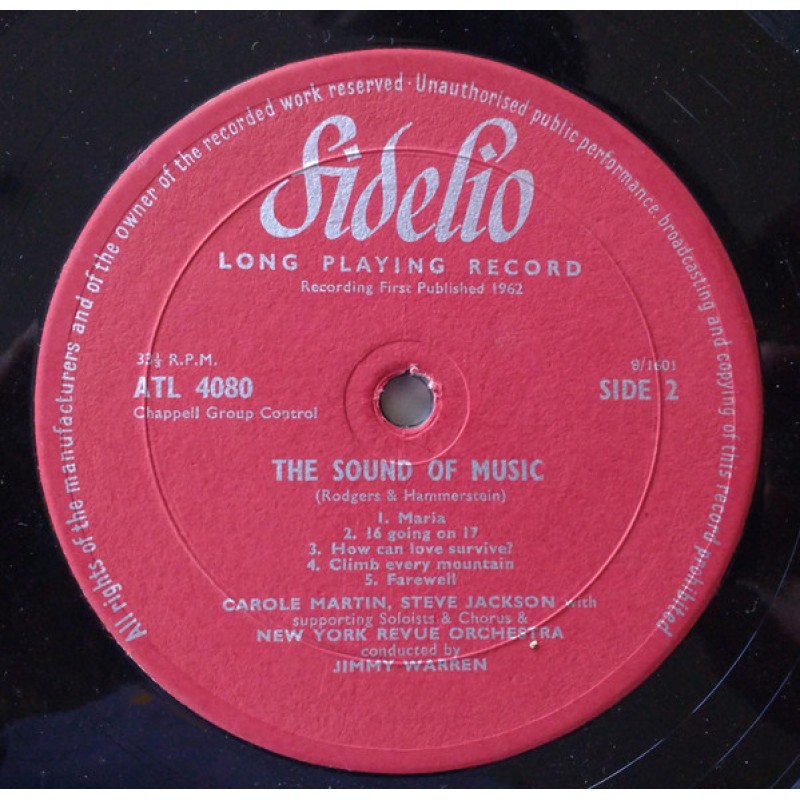 All rights of the manufacturers and of the owner of the recorded work reserved · Unauthorised public performance, broadcasting and copying of this record prohibited
Fidelio
LONG PLAYING RECORD
Recording First Published 1962
33⅓ R.P.M.
9/1601
ATL 4080
SIDE 2
Chappell Group Control
THE SOUND OF MUSIC
(Rodgers & Hammerstein)
1. Maria
2. 16 going on 17
3. How can love survive?
4. Climb every mountain
5. Farewell
CAROLE MARTIN, STEVE JACKSON with
supporting Soloists & Chorus &
NEW YORK REVUE ORCHESTRA
conducted by
JIMMY WARREN